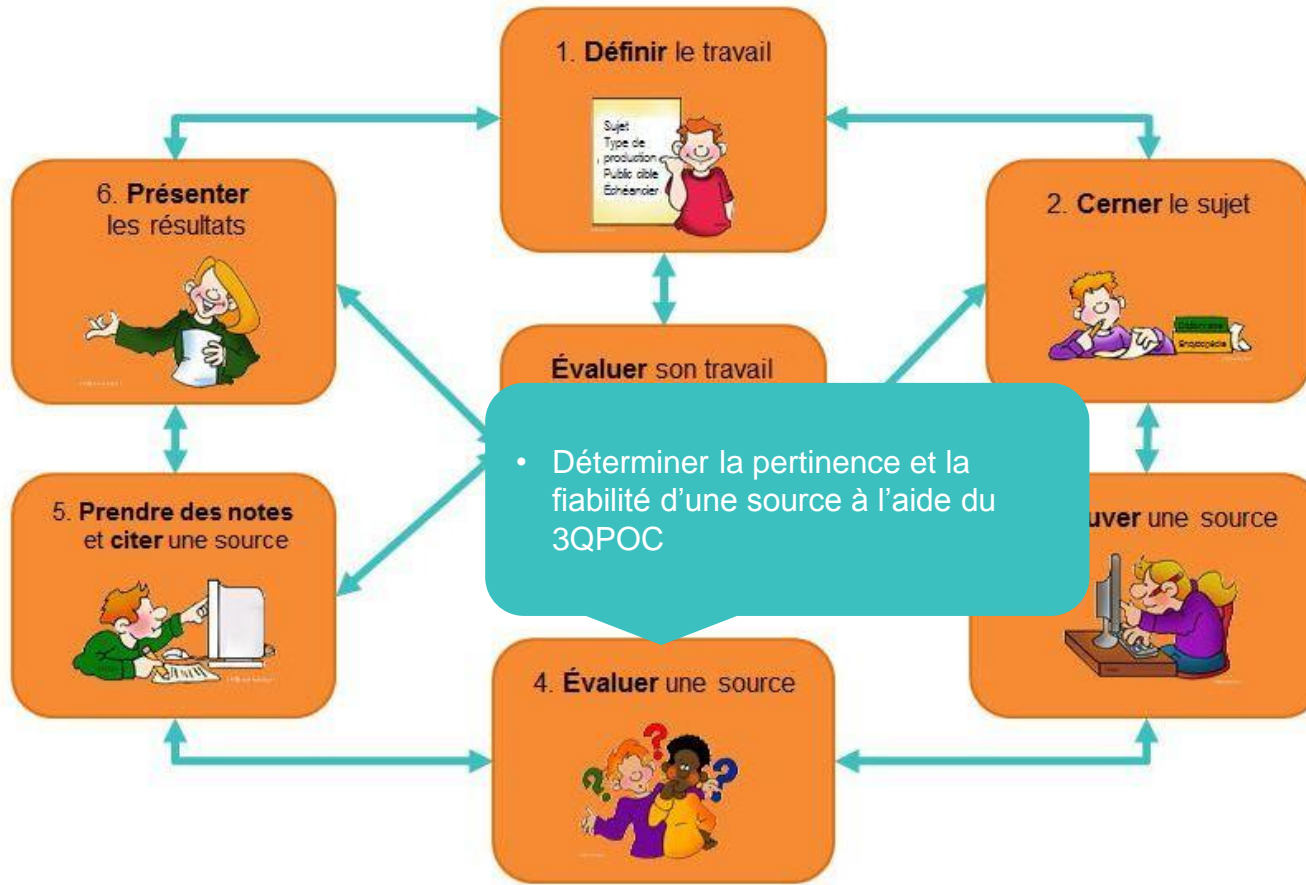 1. Définir le travail
Sujet
Type de
production
Public cible
Échéancier
6. Présenter
les résultats
2. Cerner le sujet
Encyclopédie
Évaluer son travail
• Déterminer la pertinence et la
fiabilité d’une source à l’aide du
3QPOC
5. Prendre des notes
et citer une source
uver une source
4. Évaluer une source
? ? ?